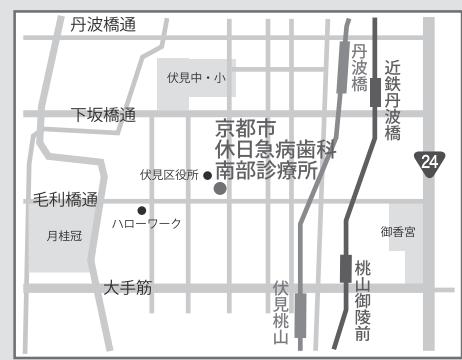 丹波橋通
丹波橋
近鉄丹波橋
伏見中・小
下坂橋通
京都市
休日急病歯科
南部診療所
24
伏見区役所
毛利橋通
ハローワーク
月桂冠
御香宮
大手筋
伏見桃山
桃山御陵前